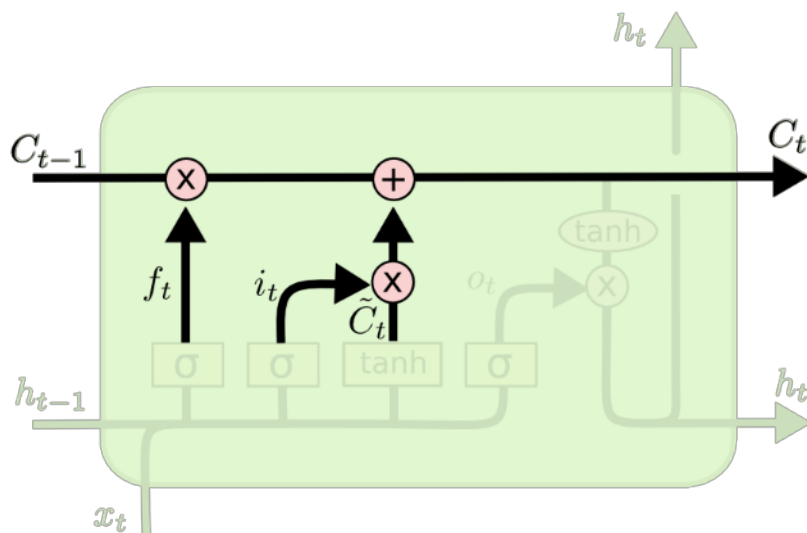 h_t
C_{t-1}
C_t
x
+
tanh
f_t
i_t
x
o_t
x
C̃_t
σ
σ
tanh
σ
h_{t-1}
h_t
x_t